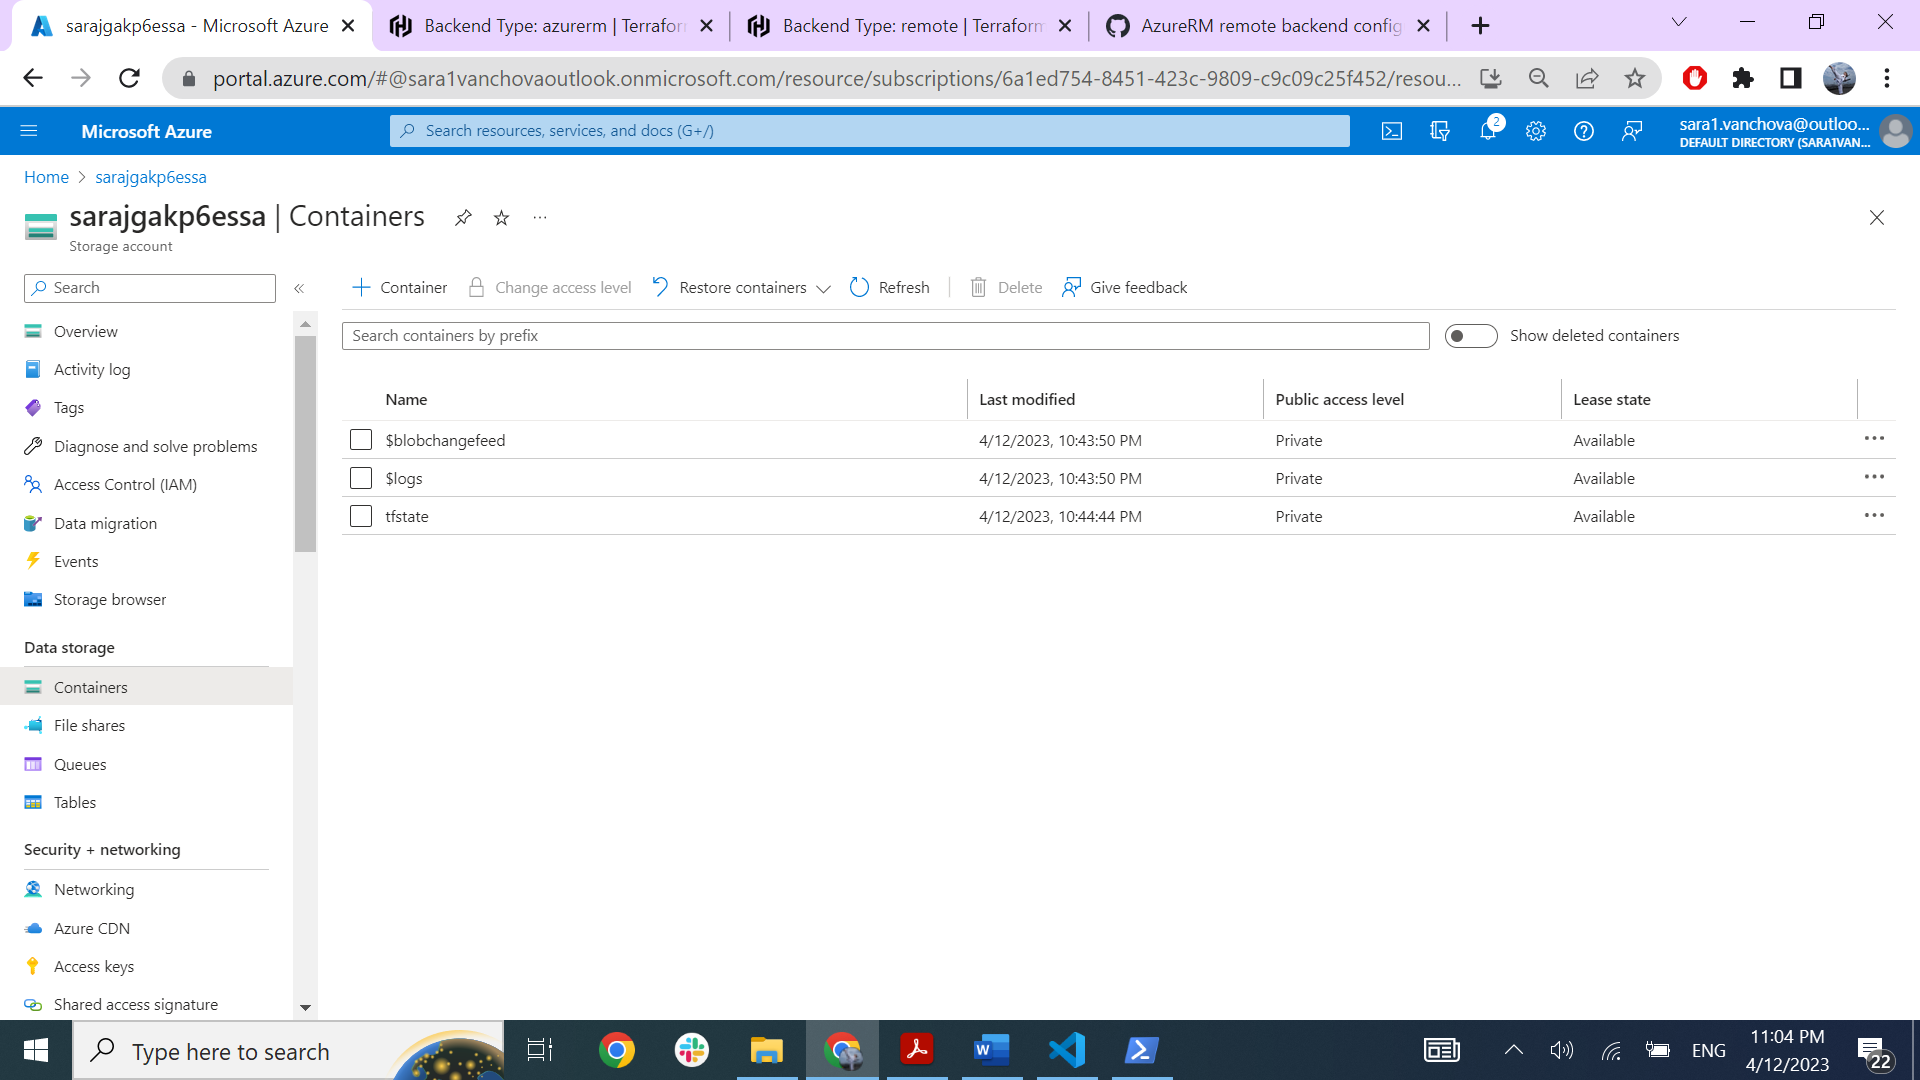 sarajgakp6essa - Microsoft Azure
Backend Type: azurerm | Terrafor
Backend Type: remote | Terraform
AzureRM remote backend config
portal.azure.com/#@sara1vanchovaoutlook.onmicrosoft.com/resource/subscriptions/6a1ed754-8451-423c-9809-c9c09c25f452/resou...
Microsoft Azure
Search resources, services, and docs (G+/)
2
sara1.vanchova@outloo...
DEFAULT DIRECTORY (SARA1VAN...
Home > sarajgakp6essa
sarajgakp6essa | Containers
Storage account
Search
Container
Change access level
Restore containers
Refresh
Delete
Give feedback
Search containers by prefix
Show deleted containers
Name Last modified Public access level Lease state
$blobchangefeed 4/12/2023, 10:43:50 PM Private Available
$logs 4/12/2023, 10:43:50 PM Private Available
tfstate 4/12/2023, 10:44:44 PM Private Available
Overview
Activity log
Tags
Diagnose and solve problems
Access Control (IAM)
Data migration
Events
Storage browser
Data storage
Containers
File shares
Queues
Tables
Security + networking
Networking
Azure CDN
Access keys
Shared access signature
Type here to search
ENG
11:04 PM
4/12/2023
22